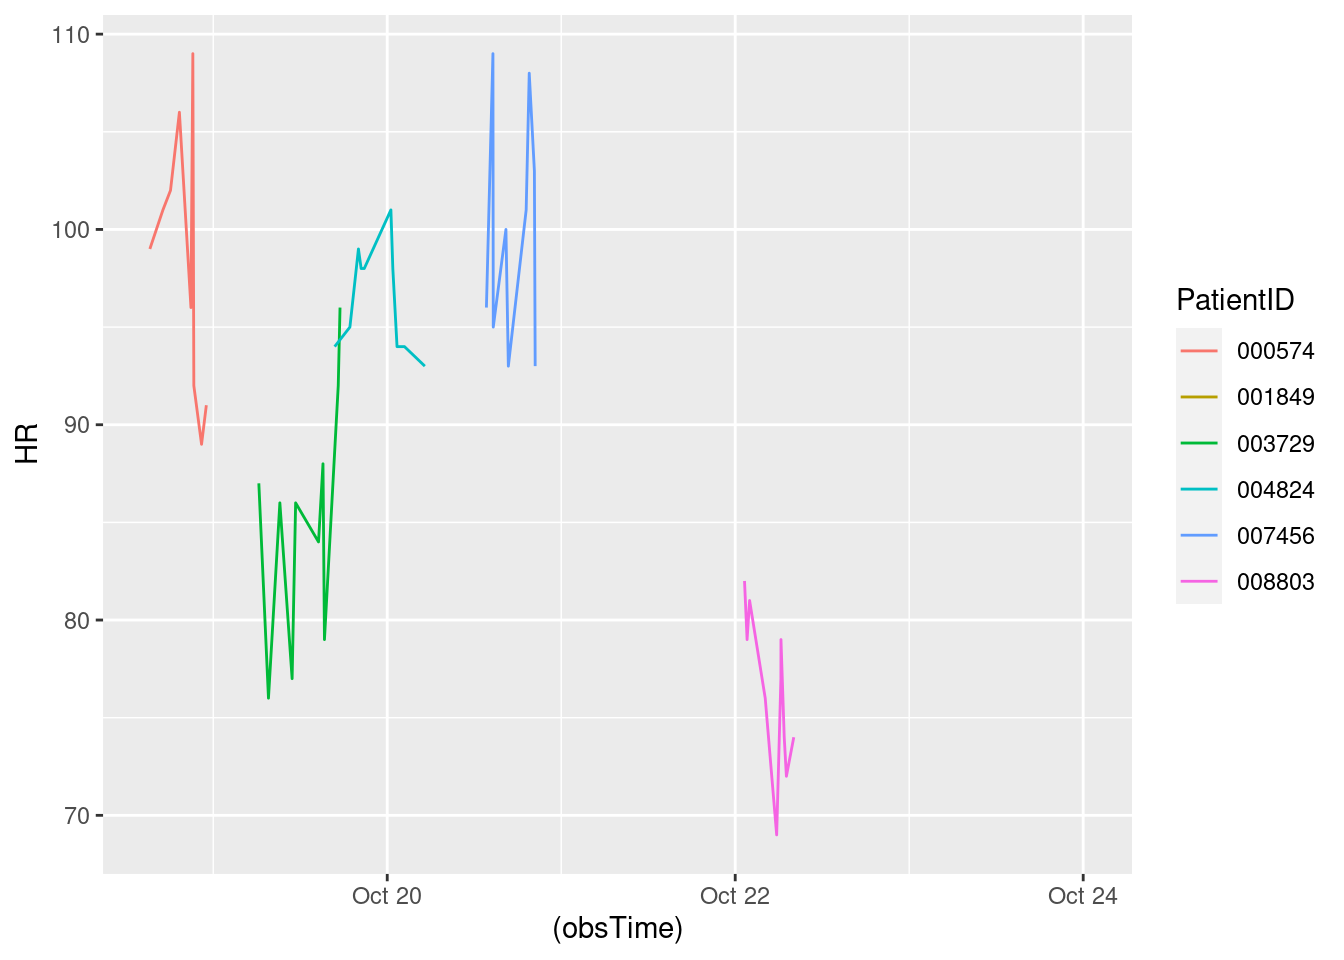 110
100
90
80
70
HR
Oct 20
Oct 22
Oct 24
(obsTime)
PatientID
000574
001849
003729
004824
007456
008803